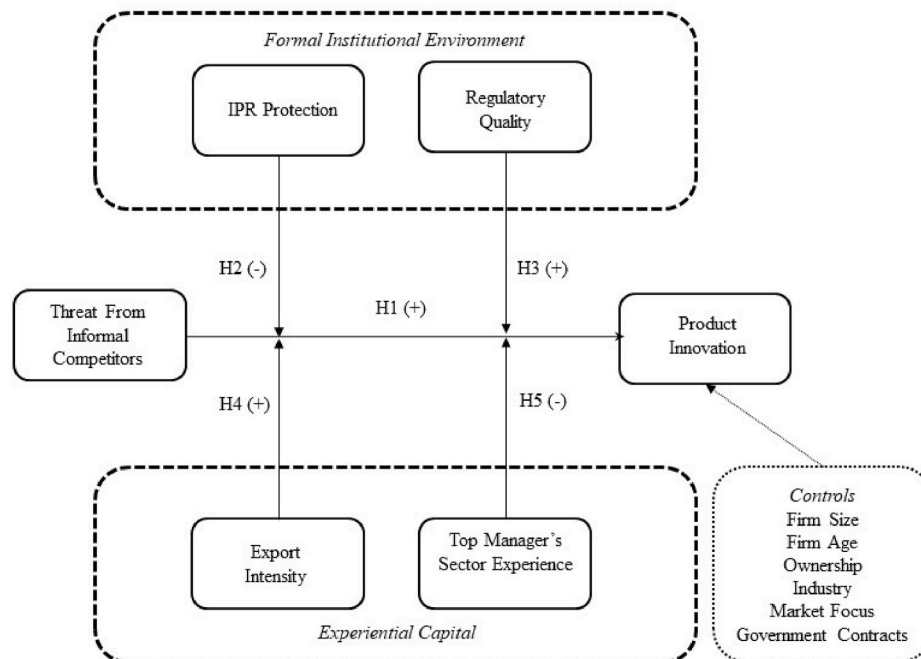 Formal Institutional Environment
IPR Protection
Regulatory
Quality
H2 (-)
H3 (+)
H1 (+)
Threat From
Informal
Competitors
Product
Innovation
H4 (+)
H5 (-)
Export
Intensity
Top Manager's
Sector Experience
Experiential Capital
Controls
Firm Size
Firm Age
Ownership
Industry
Market Focus
Government Contracts